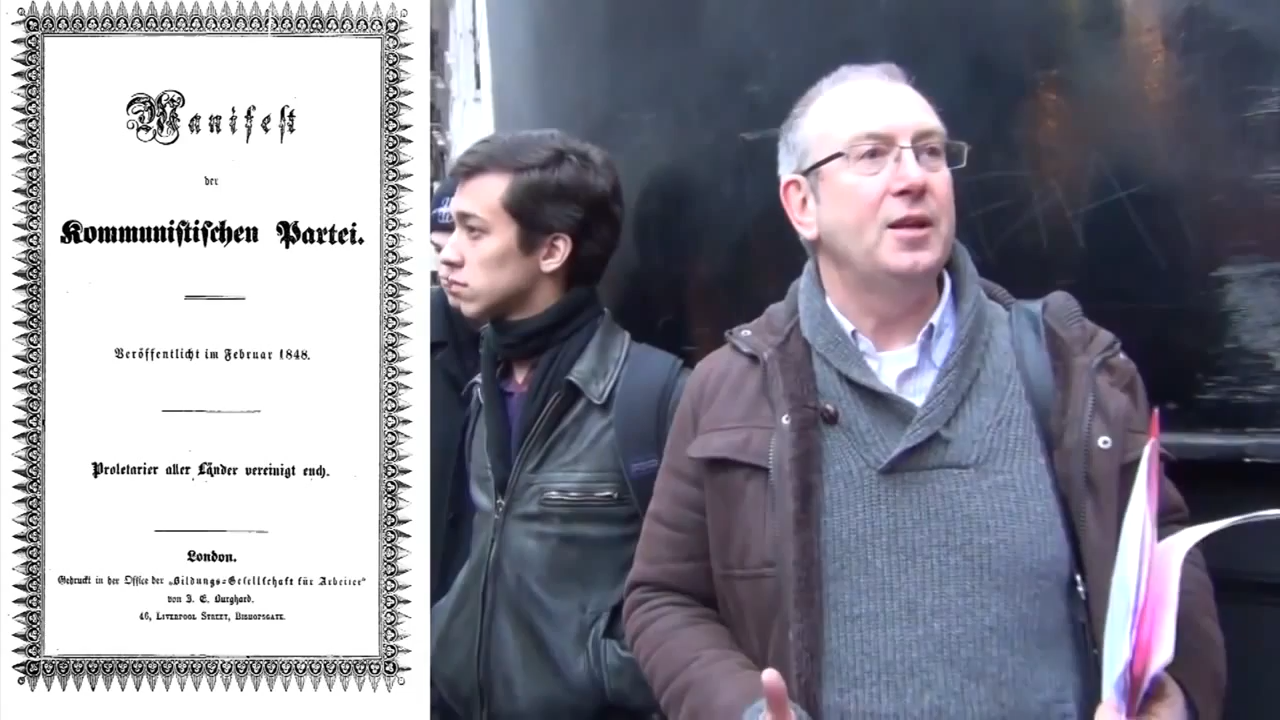 Manifest
der
Kommunistischen Partei.
Veröffentlicht im Februar 1848.
Proletarier aller Länder vereinigt euch.
London.
Gedruckt in der Office der „Bildungs=Gesellschaft für Arbeiter"
von J. E. Burghard.
46, LIVERPOOL STREET, BISHOPSGATE.